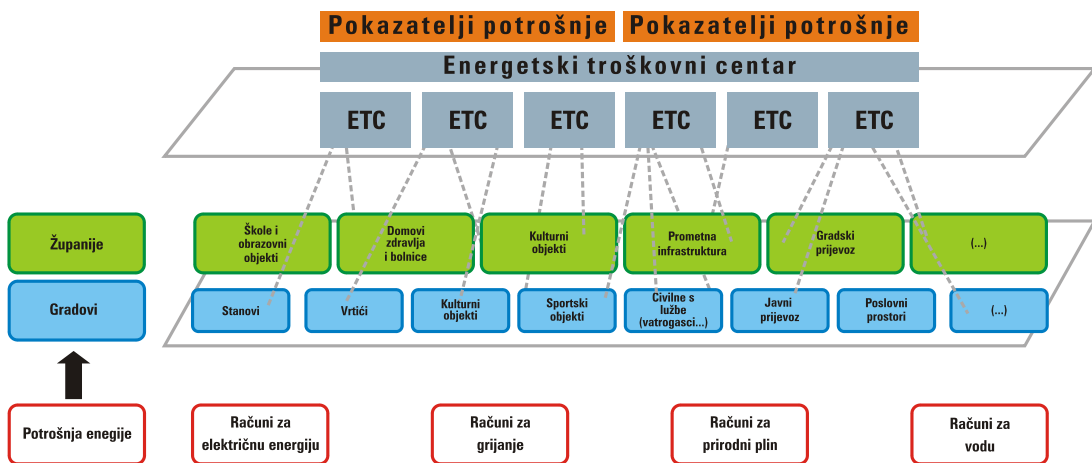 Pokazatelji potrošnje
Pokazatelji potrošnje
Energetski troškovni centar
ETC
ETC
ETC
ETC
ETC
ETC
Županije
Škole i
obrazovni
objekti
Domovi
zdravlja
i bolnice
Kulturni
objekti
Prometna
infrastruktura
Gradski
prijevoz
(...)
Gradovi
Stanovi
Vrtići
Kulturni
objekti
Sportski
objekti
Civilne s
lužbe
(vatrogasci...)
Javni
prijevoz
Poslovni
prostori
(...)
Potrošnja enegije
Računi za
električnu energiju
Računi za
grijanje
Računi za
prirodni plin
Računi za
vodu